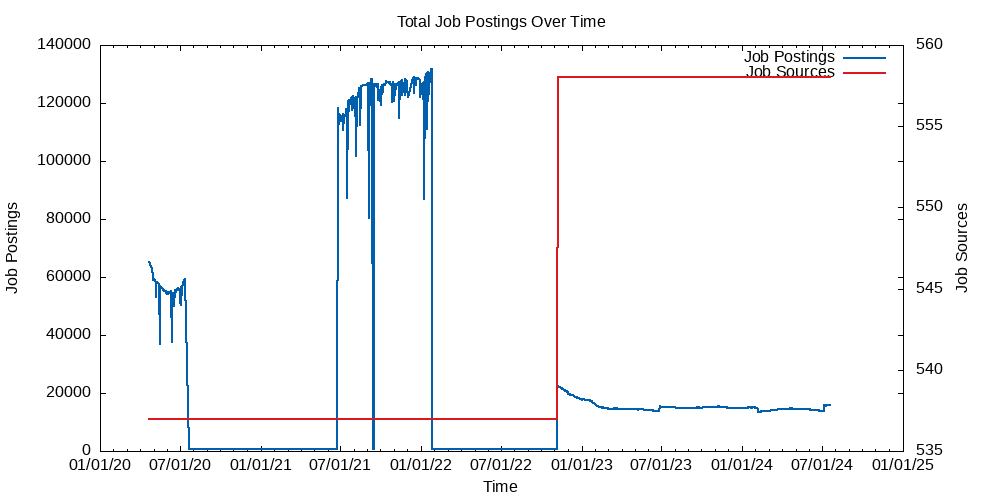 Total Job Postings Over Time
Job Postings
Job Sources
140000
120000
100000
80000
60000
40000
20000
0
560
555
550
545
540
535
Job Postings
Job Sources
01/01/20 07/01/20 01/01/21 07/01/21 01/01/22 07/01/22 01/01/23 07/01/23 01/01/24 07/01/24 01/01/25
Time